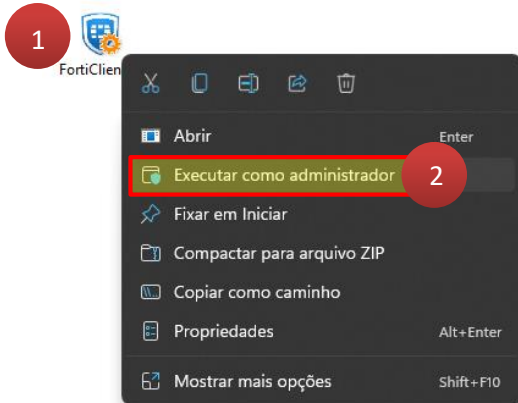 1
FortiClien
Abrir Enter
Executar como administrador 2
Fixar em Iniciar
Compactar para arquivo ZIP
Copiar como caminho
Propriedades Alt+Enter
Mostrar mais opções Shift+F10